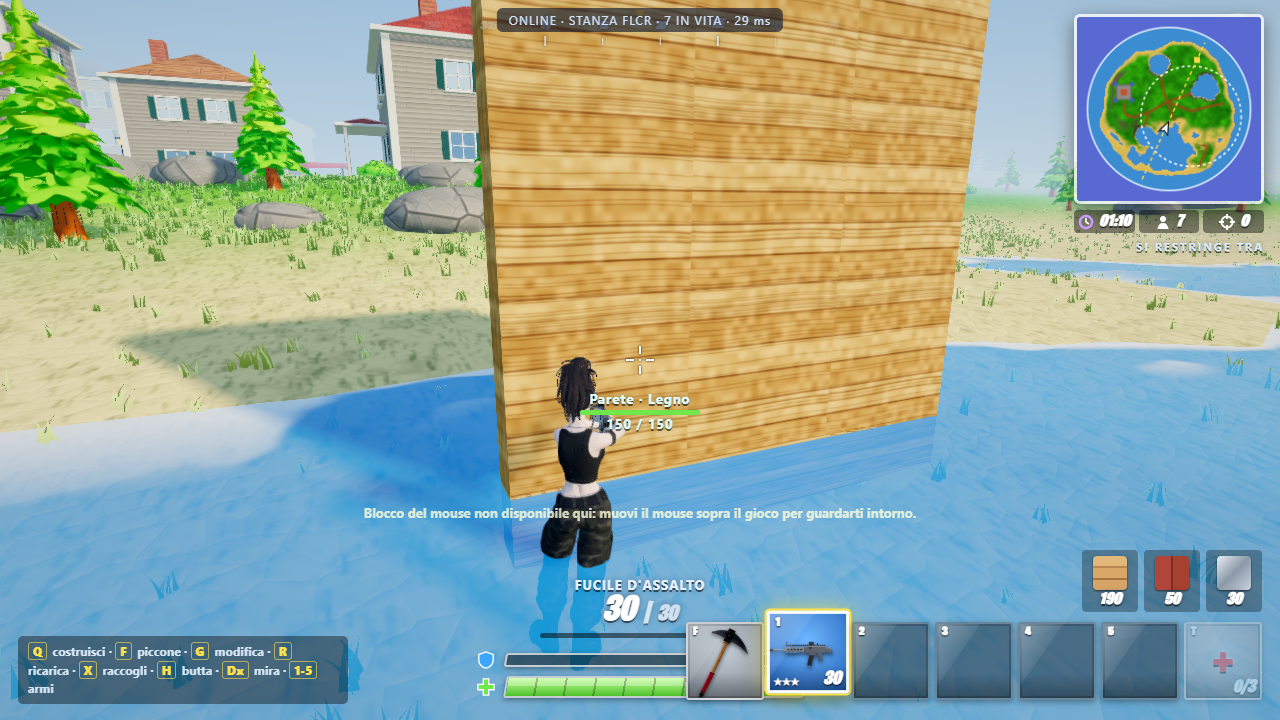 ONLINE · STANZA FLCR · 7 IN VITA · 29 ms
01:10
7
0
SI RESTRINGE TRA
Parete · Legno
150 / 150
Blocco del mouse non disponibile qui: muovi il mouse sopra il gioco per guardarti intorno.
FUCILE D'ASSALTO
30 / 30
190
50
30
Q costruisci · F piccone · G modifica · R
ricarica · X raccogli · H butta · Dx mira · 1-5
armi
F
1
30
2
3
4
5
T
0/3